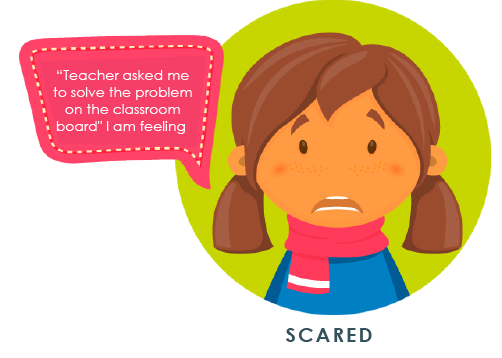 “Teacher asked me
to solve the problem
on the classroom
board" I am feeling
SCARED